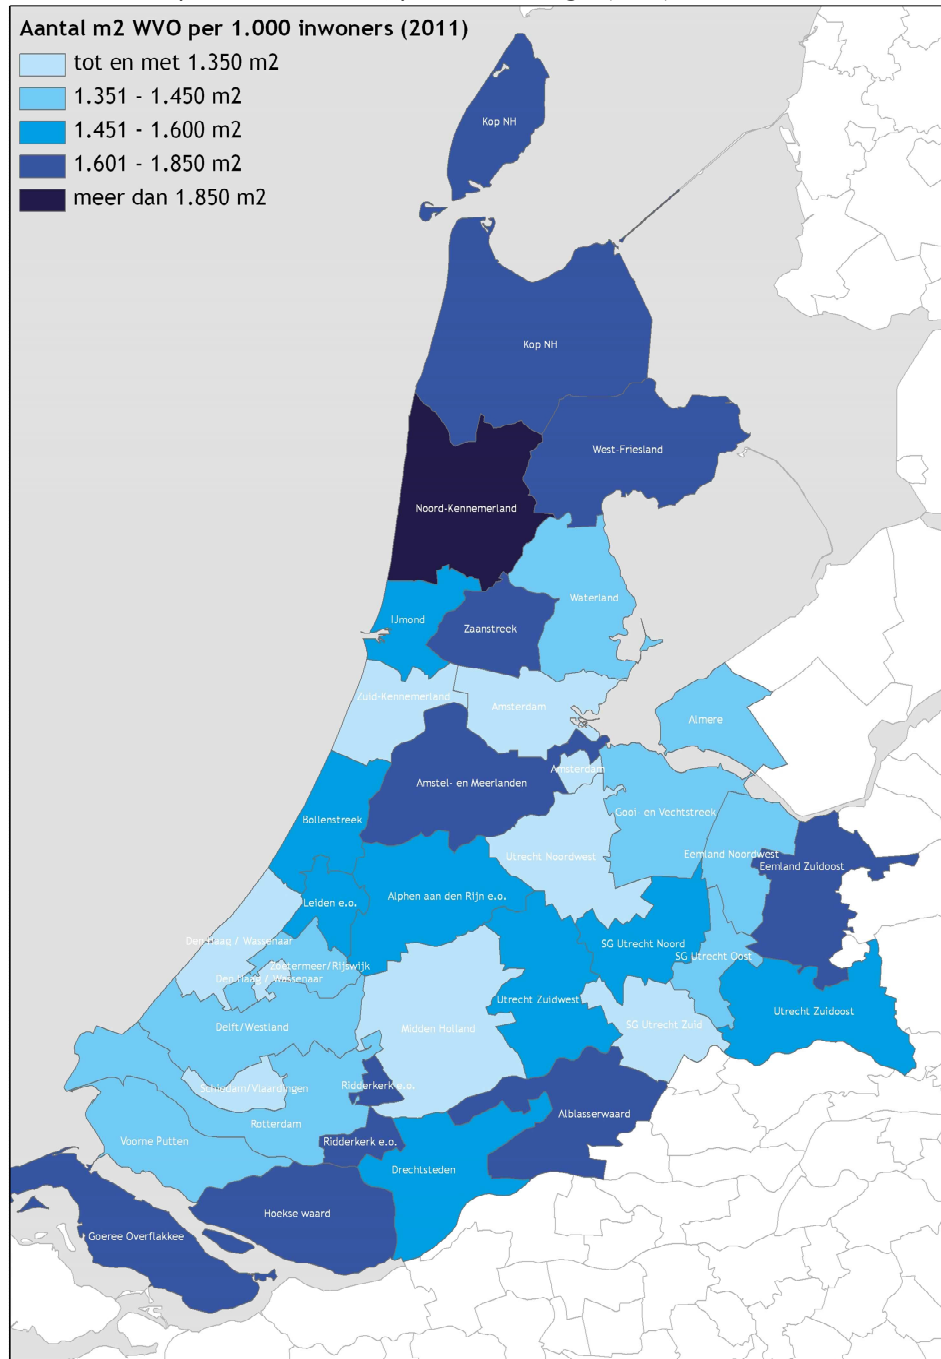 Aantal m2 WVO per 1.000 inwoners (2011)
tot en met 1.350 m2
1.351 - 1.450 m2
1.451 - 1.600 m2
1.601 - 1.850 m2
meer dan 1.850 m2
Kop NH
Kop NH
West-Friesland
Noord-Kennemerland
Waterland
IJmond
Zaanstreek
Zuid-Kennemerland
Amsterdam
Almere
Amsterdam
Amstel- en Meerlanden
Gooi- en Vechtstreek
Bollenstreek
Utrecht Noordwest
Eemland Noordwest
Eemland Zuidoost
Alphen aan den Rijn e.o.
Leiden e.o.
Den Haag / Wassenaar
SG Utrecht Noord
SG Utrecht Oost
Zoetermeer/Rijswijk
Den Haag / Wassenaar
Utrecht Zuidwest
Utrecht Zuidoost
Delft/Westland
Midden Holland
SG Utrecht Zuid
Schiedam/Vlaardingen
Ridderkerk e.o.
Alblasserwaard
Rotterdam
Voorne Putten
Ridderkerk e.o.
Drechtsteden
Hoekse waard
Goeree Overflakkee